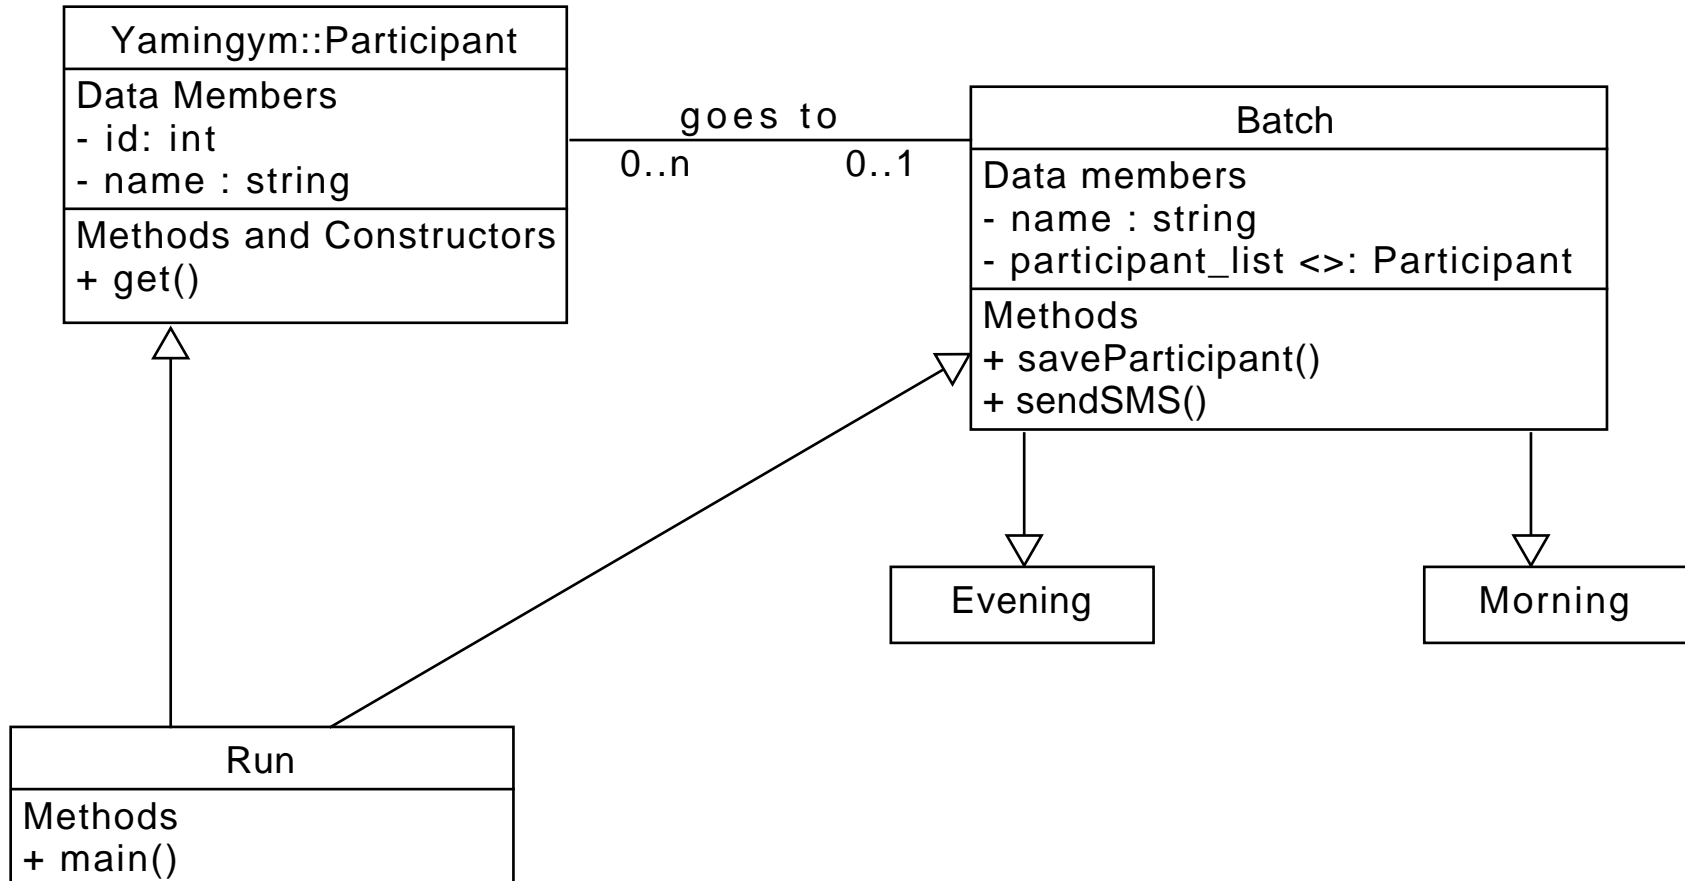 Yamingym::Participant
Data Members
- id: int
- name : string
Methods and Constructors
+ get()
goes to
0..n
0..1
Batch
Data members
- name : string
- participant_list <>: Participant
Methods
+ saveParticipant()
+ sendSMS()
Evening
Morning
Run
Methods
+ main()